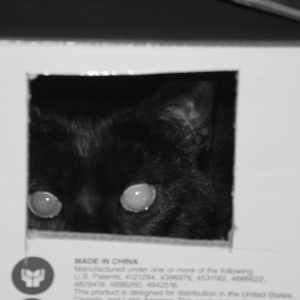 MADE IN CHINA
Manufactured under one or more of the following
U.S. Patents: 4121284, 4396976, 4531182, 4686622,
4829419, 4896260, 4942516.
This product is designed for distribution in the United States,